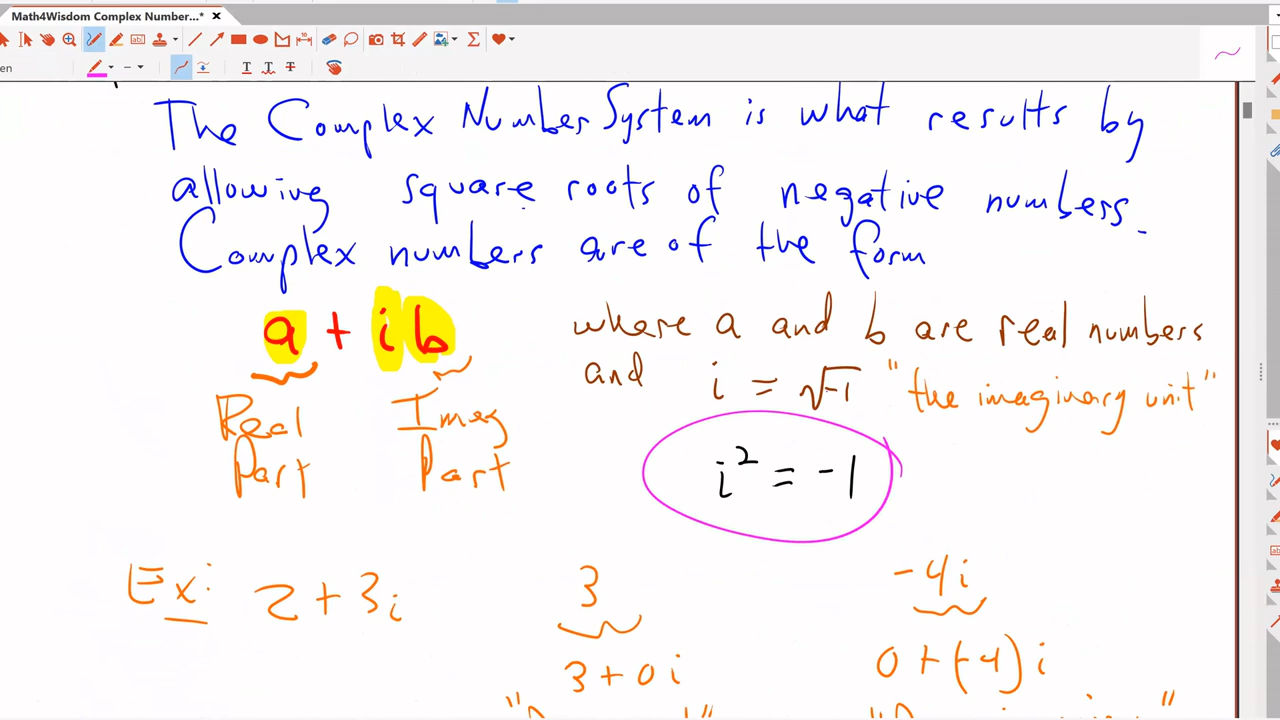 Math4Wisdom Complex Number...*
en
The Complex Number System is what results by
allowing square roots of negative numbers.
Complex numbers are of the form
a + i b
where a and b are real numbers
and i = √-1 "the imaginary unit"
Real Part
Imag Part
i² = -1
Ex: 2 + 3i
3
-4i
3 + 0i
0 + (-4) i